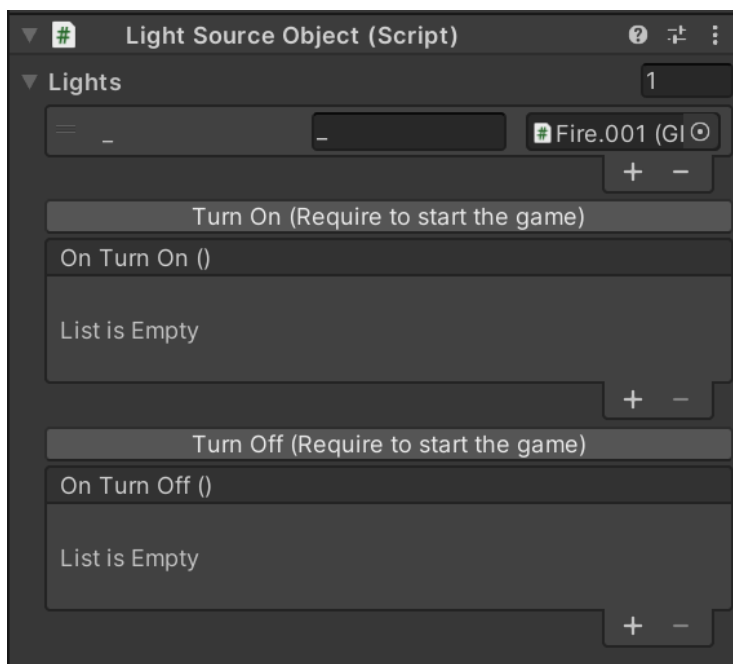 Light Source Object (Script)
Lights 1
_ _ Fire.001 (Gl
Turn On (Require to start the game)
On Turn On ()
List is Empty
Turn Off (Require to start the game)
On Turn Off ()
List is Empty